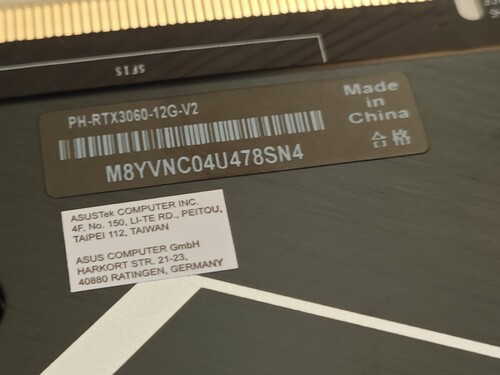 SFIS
PH-RTX3060-12G-V2
Made
in
China
合格
M8YVNC04U478SN4
ASUSTek COMPUTER INC.
4F, No. 150, LI-TE RD., PEITOU,
TAIPEI 112, TAIWAN
ASUS COMPUTER GmbH
HARKORT STR. 21-23,
40880 RATINGEN, GERMANY